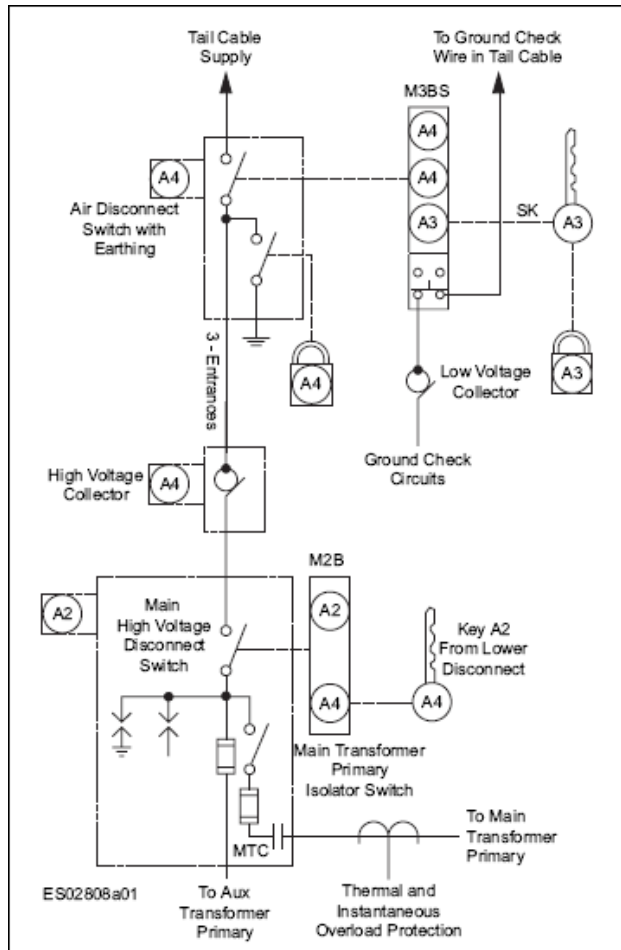 Tail Cable
Supply
To Ground Check
Wire in Tail Cable
M3BS
A4
A4
A4
A3
SK
A3
Air Disconnect
Switch with
Earthing
3 - Entrances
A4
A3
Low Voltage
Collector
Ground Check
Circuits
High Voltage
Collector
A4
M2B
A2
Main
High Voltage
Disconnect
Switch
A2
A4
Key A2
From Lower
Disconnect
A4
Main Transformer
Primary
Isolator Switch
MTC
To Main
Transformer
Primary
ES02808a01
To Aux
Transformer
Primary
Thermal and
Instantaneous
Overload Protection